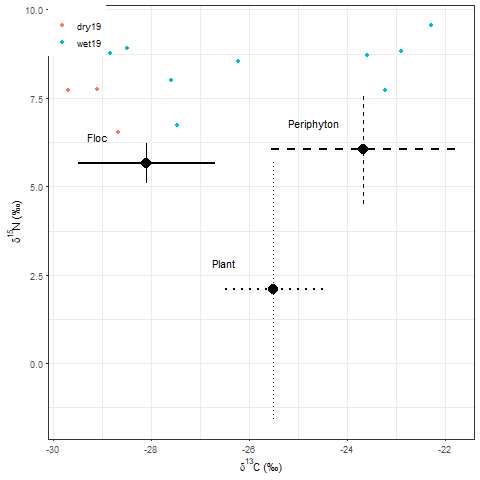 10.0
dry19
wet19
7.5
Periphyton
Floc
5.0
δ¹⁵N (‰)
Plant
2.5
0.0
-30 -28 -26 -24 -22
δ¹³C (‰)